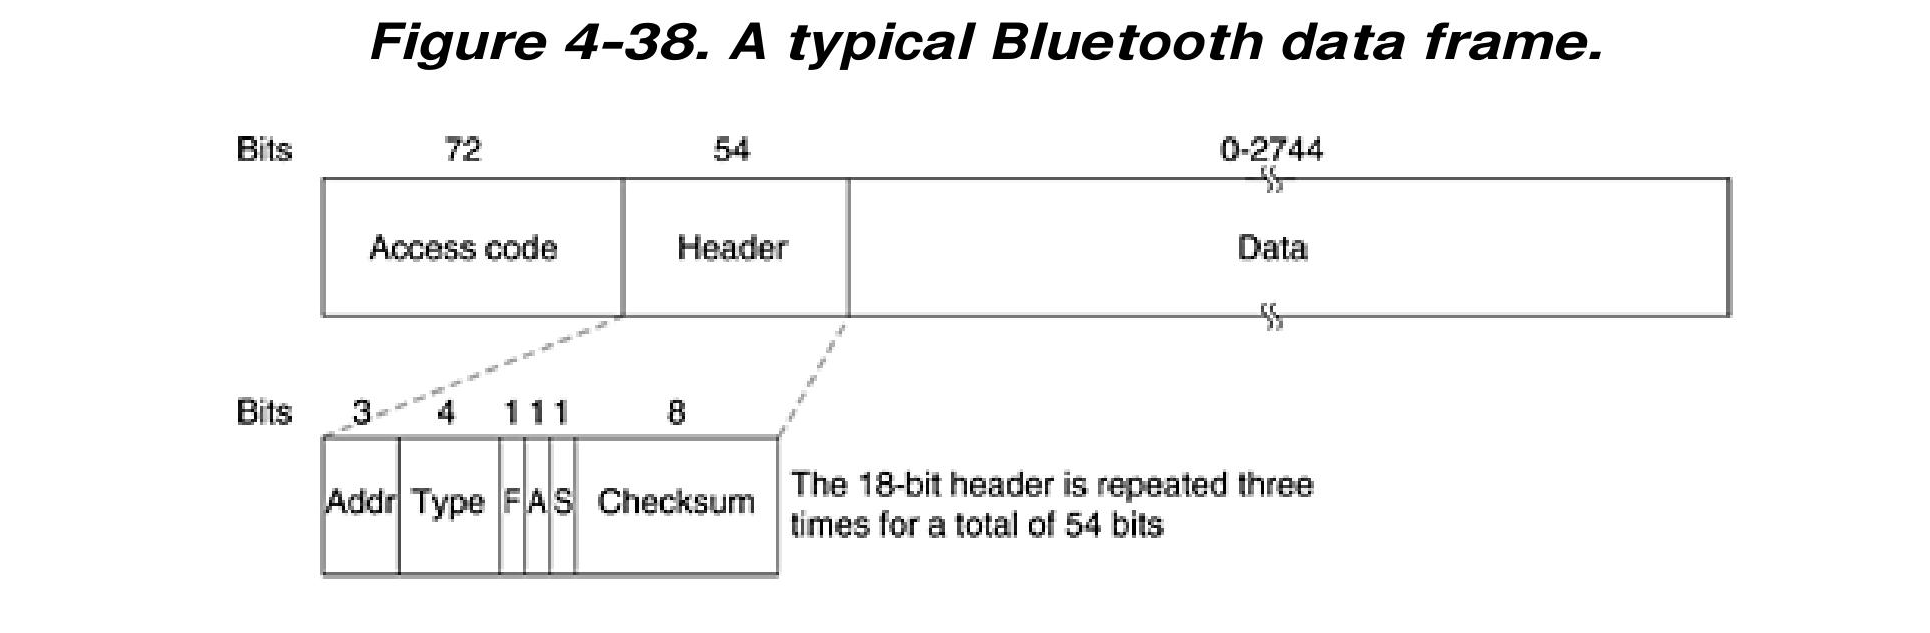 Figure 4-38. A typical Bluetooth data frame.
Bits 72 54 0-2744
Access code Header Data
Bits 3 4 1 1 1 8
Addr Type F A S Checksum
The 18-bit header is repeated three
times for a total of 54 bits